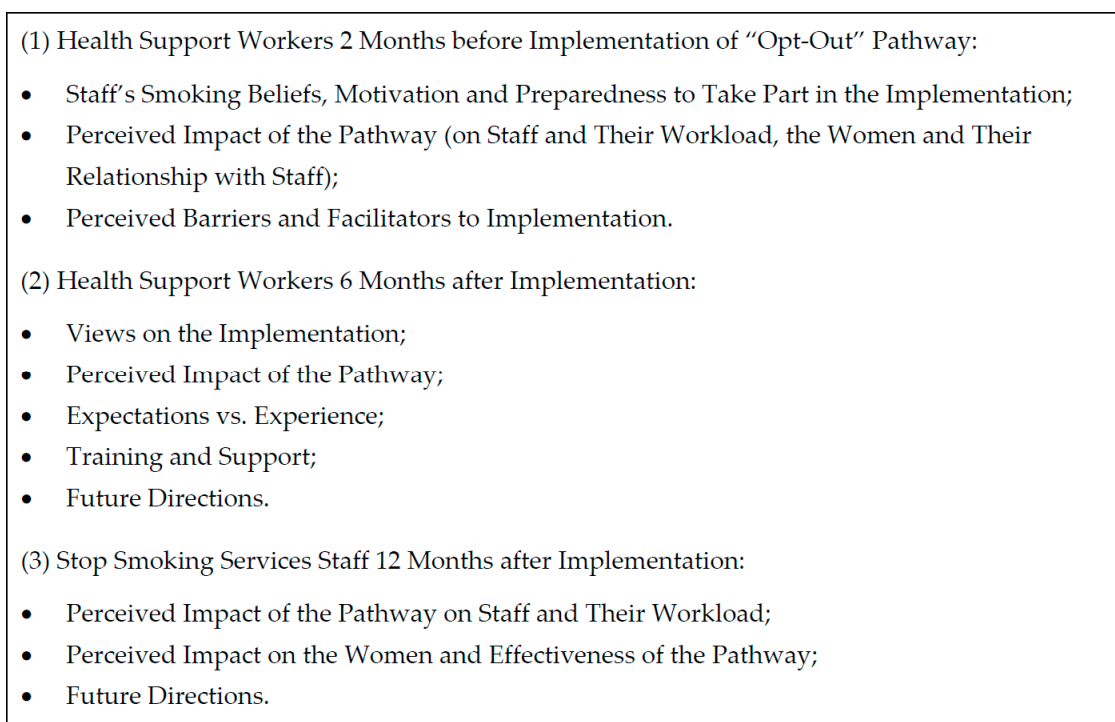 (1) Health Support Workers 2 Months before Implementation of “Opt-Out” Pathway:
• Staff’s Smoking Beliefs, Motivation and Preparedness to Take Part in the Implementation;
• Perceived Impact of the Pathway (on Staff and Their Workload, the Women and Their
Relationship with Staff);
• Perceived Barriers and Facilitators to Implementation.
(2) Health Support Workers 6 Months after Implementation:
• Views on the Implementation;
• Perceived Impact of the Pathway;
• Expectations vs. Experience;
• Training and Support;
• Future Directions.
(3) Stop Smoking Services Staff 12 Months after Implementation:
• Perceived Impact of the Pathway on Staff and Their Workload;
• Perceived Impact on the Women and Effectiveness of the Pathway;
• Future Directions.